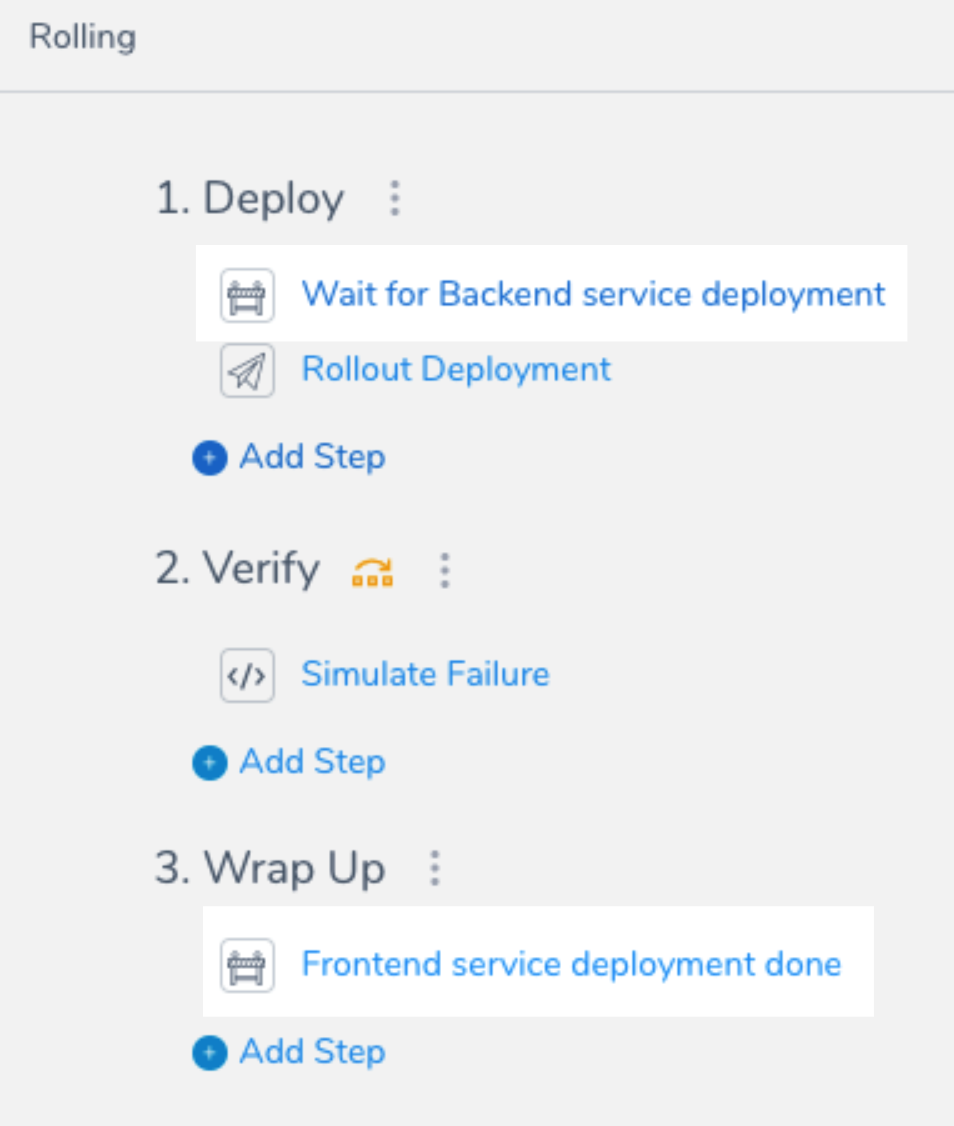 Rolling
1. Deploy
Wait for Backend service deployment
Rollout Deployment
+ Add Step
2. Verify
</> Simulate Failure
+ Add Step
3. Wrap Up
Frontend service deployment done
+ Add Step